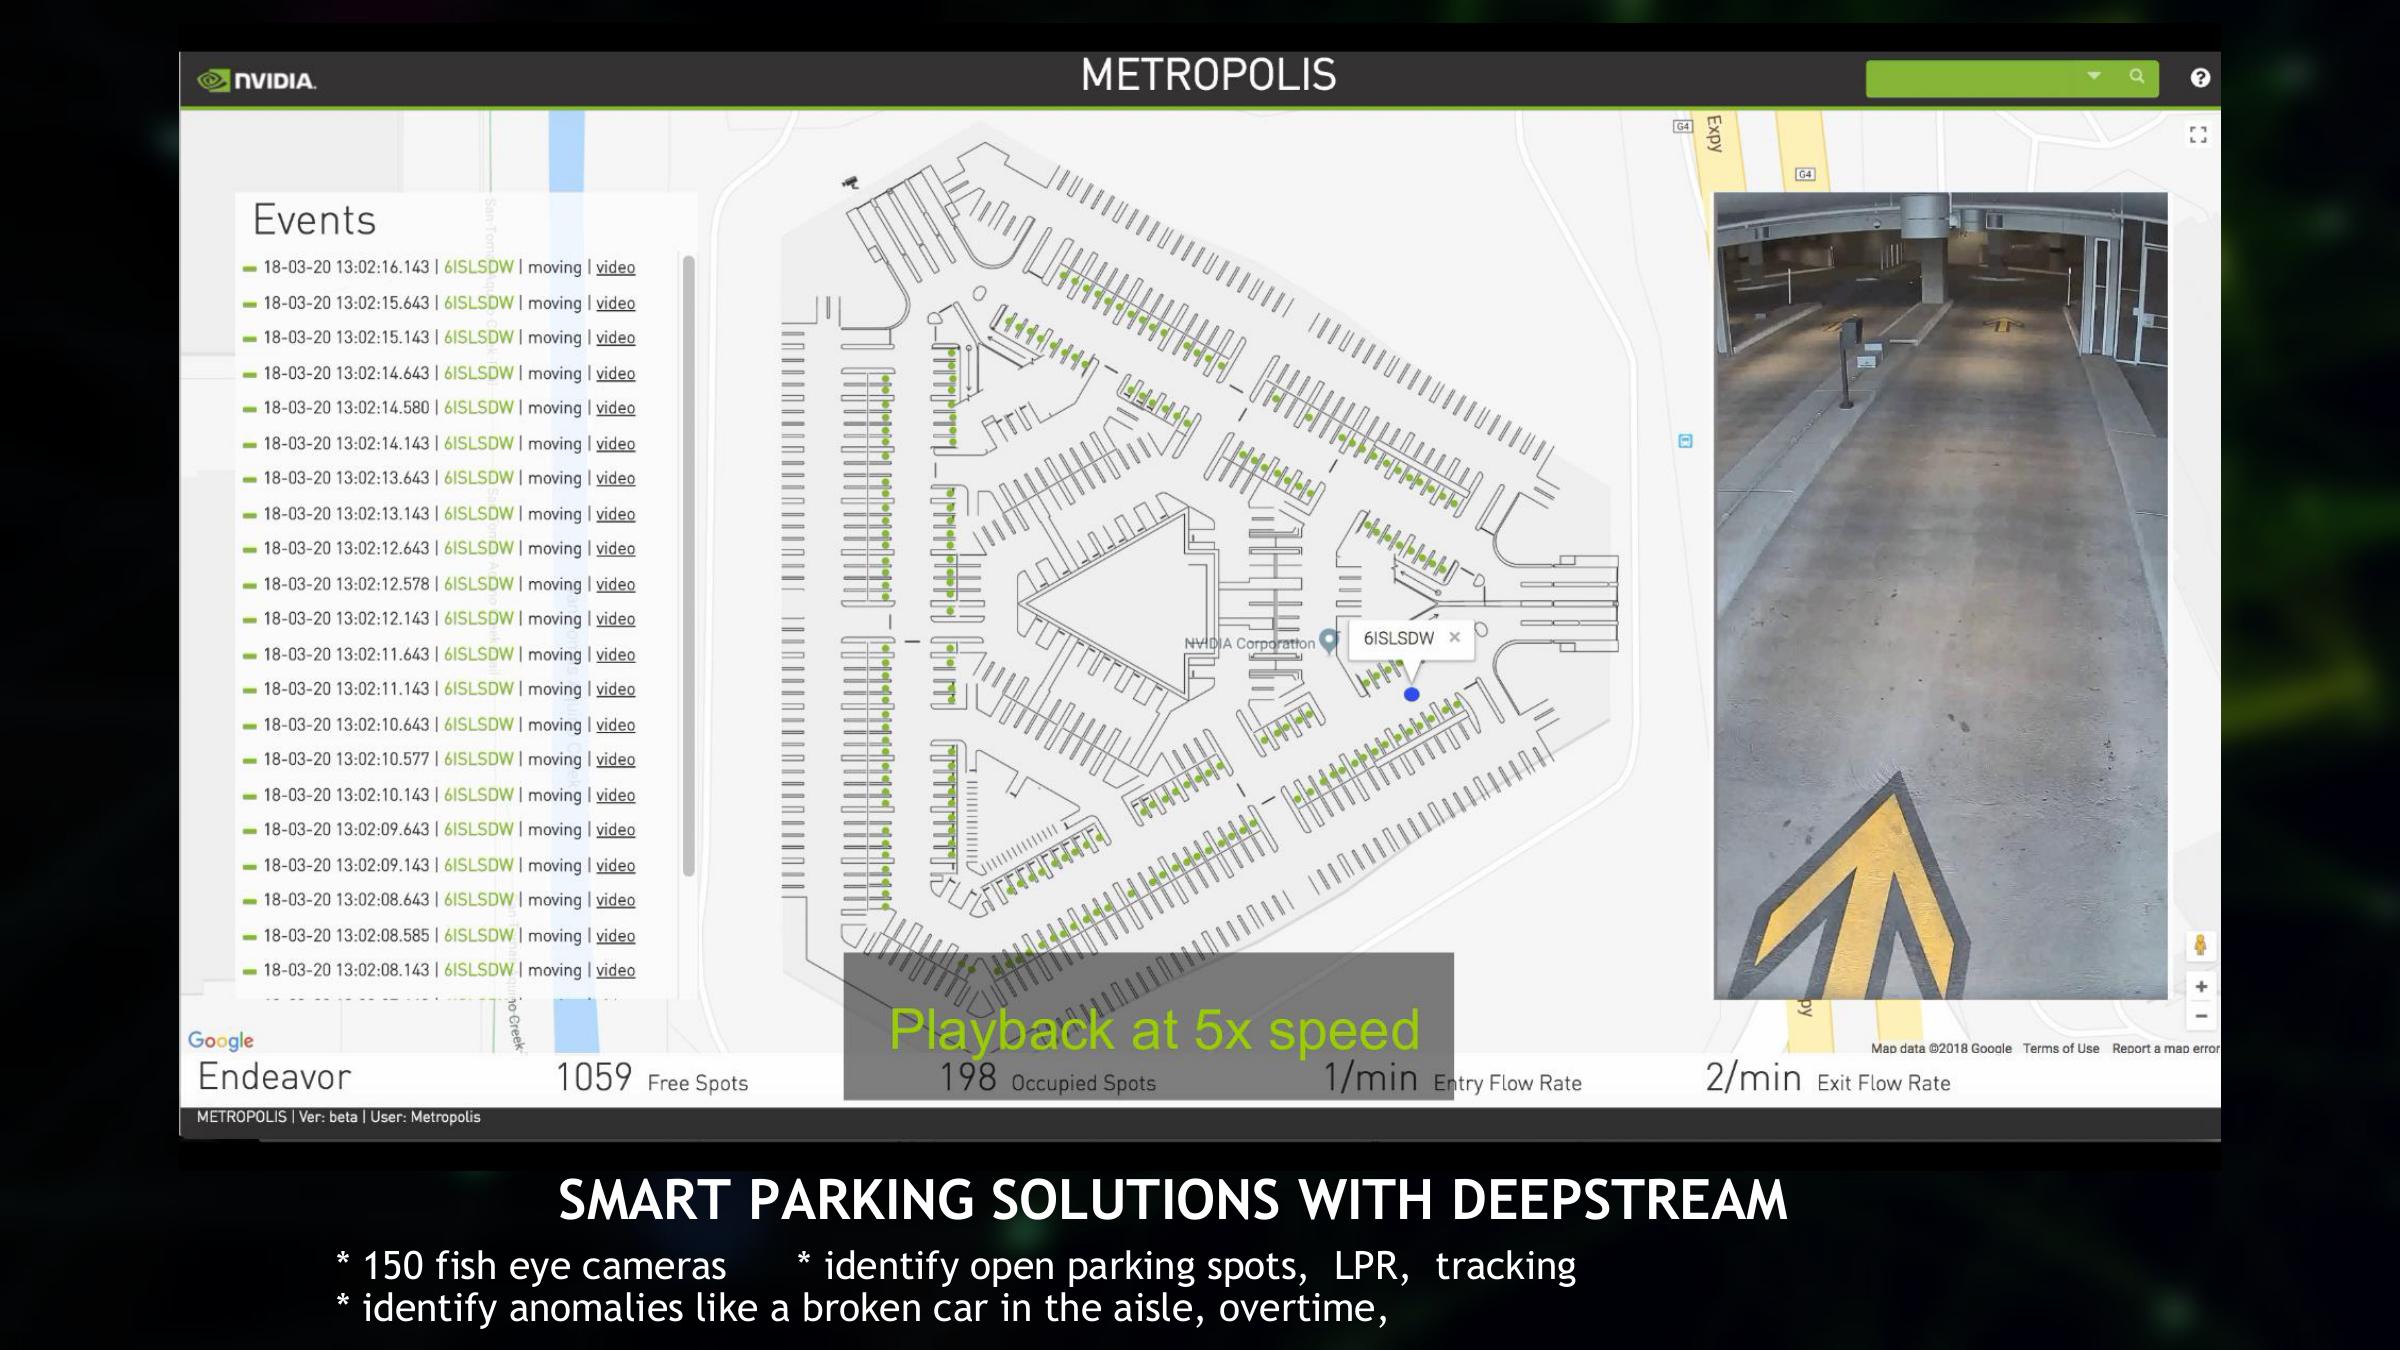 NVIDIA.
METROPOLIS
?
G4
Expy
G4
Events
18-03-20 13:02:16.143 | 6ISLSDW | moving | video
18-03-20 13:02:15.643 | 6ISLSDW | moving | video
18-03-20 13:02:15.143 | 6ISLSDW | moving | video
18-03-20 13:02:14.643 | 6ISLSDW | moving | video
18-03-20 13:02:14.580 | 6ISLSDW | moving | video
18-03-20 13:02:14.143 | 6ISLSDW | moving | video
18-03-20 13:02:13.643 | 6ISLSDW | moving | video
18-03-20 13:02:13.143 | 6ISLSDW | moving | video
18-03-20 13:02:12.643 | 6ISLSDW | moving | video
18-03-20 13:02:12.578 | 6ISLSDW | moving | video
18-03-20 13:02:12.143 | 6ISLSDW | moving | video
18-03-20 13:02:11.643 | 6ISLSDW | moving | video
18-03-20 13:02:11.143 | 6ISLSDW | moving | video
18-03-20 13:02:10.643 | 6ISLSDW | moving | video
18-03-20 13:02:10.577 | 6ISLSDW | moving | video
18-03-20 13:02:10.143 | 6ISLSDW | moving | video
18-03-20 13:02:09.643 | 6ISLSDW | moving | video
18-03-20 13:02:09.143 | 6ISLSDW | moving | video
18-03-20 13:02:08.643 | 6ISLSDW | moving | video
18-03-20 13:02:08.585 | 6ISLSDW | moving | video
18-03-20 13:02:08.143 | 6ISLSDW | moving | video
NVIDIA Corporation
6ISLSDW ×
Creek
Playback at 5x speed
Google
Map data ©2018 Google Terms of Use Report a map error
Endeavor 1059 Free Spots 198 Occupied Spots 1/min Entry Flow Rate 2/min Exit Flow Rate
METROPOLIS | Ver: beta | User: Metropolis
SMART PARKING SOLUTIONS WITH DEEPSTREAM
* 150 fish eye cameras * identify open parking spots, LPR, tracking
* identify anomalies like a broken car in the aisle, overtime,